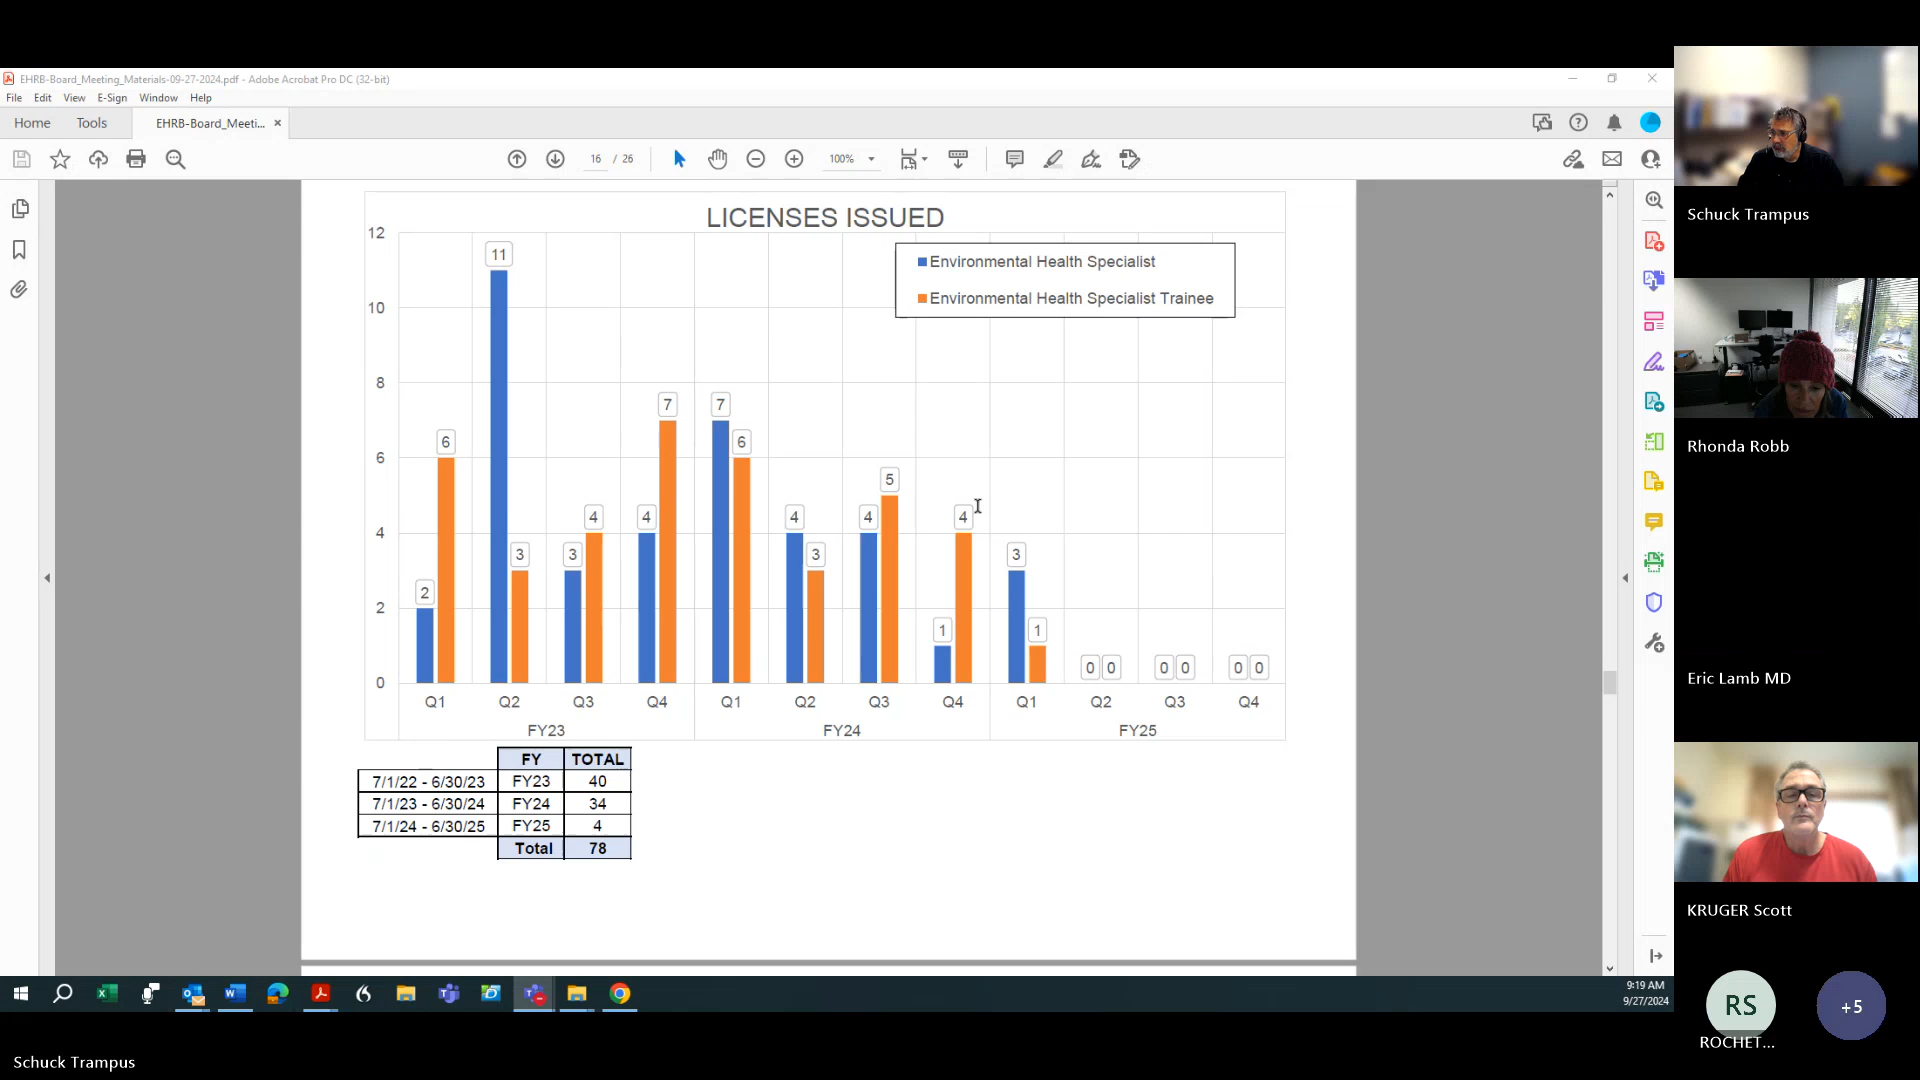 EHRB-Board_Meeting_Materials-09-27-2024.pdf - Adobe Acrobat Pro DC (32-bit)
File Edit View E-Sign Window Help
Home Tools EHRB-Board_Meeti... ×
16 / 26 100%
LICENSES ISSUED
Environmental Health Specialist
Environmental Health Specialist Trainee
12
10
8
6
4
2
0
2 6 11 3 3 4 4 7 7 6 4 3 4 5 1 4 3 1 0 0 0 0 0 0
Q1 Q2 Q3 Q4 Q1 Q2 Q3 Q4 Q1 Q2 Q3 Q4
FY23 FY24 FY25
FY TOTAL
7/1/22 - 6/30/23 FY23 40
7/1/23 - 6/30/24 FY24 34
7/1/24 - 6/30/25 FY25 4
Total 78
9:19 AM
9/27/2024
Schuck Trampus
Rhonda Robb
Eric Lamb MD
KRUGER Scott
RS
+5
ROCHET...
Schuck Trampus